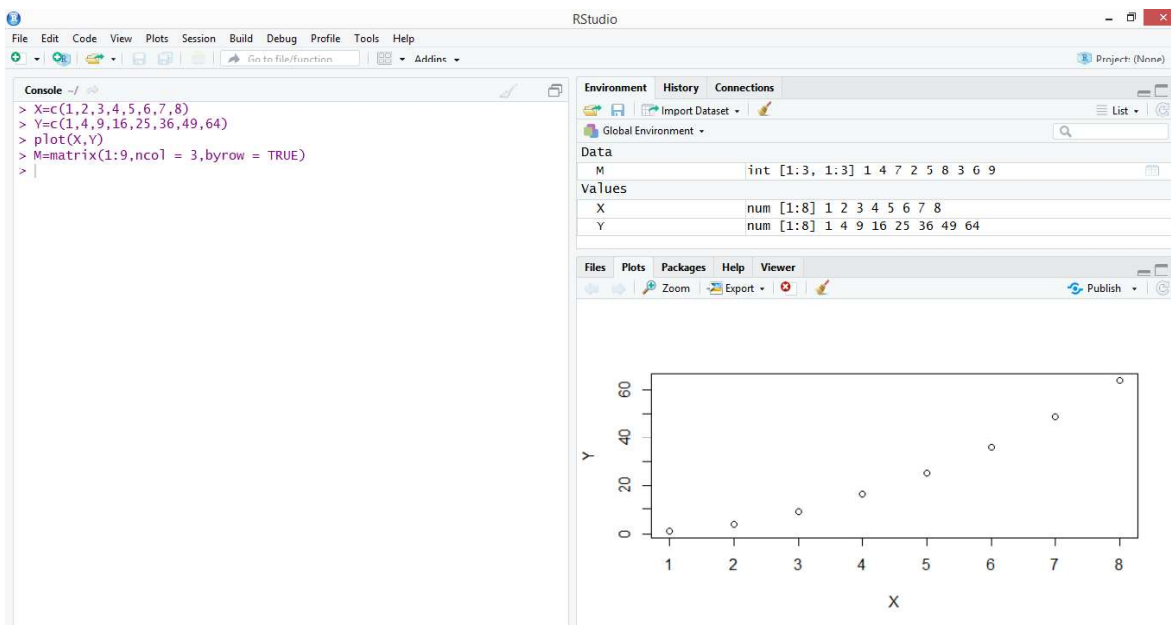 RStudio
File Edit Code View Plots Session Build Debug Profile Tools Help
Go to file/function Addins Project: (None)
Console ~/
> X=c(1,2,3,4,5,6,7,8)
> Y=c(1,4,9,16,25,36,49,64)
> plot(X,Y)
> M=matrix(1:9,ncol = 3,byrow = TRUE)
>
Environment History Connections
Import Dataset List
Global Environment
Data
M int [1:3, 1:3] 1 4 7 2 5 8 3 6 9
Values
X num [1:8] 1 2 3 4 5 6 7 8
Y num [1:8] 1 4 9 16 25 36 49 64
Files Plots Packages Help Viewer
Zoom Export Publish
60
40
20
0
Y
1 2 3 4 5 6 7 8
X